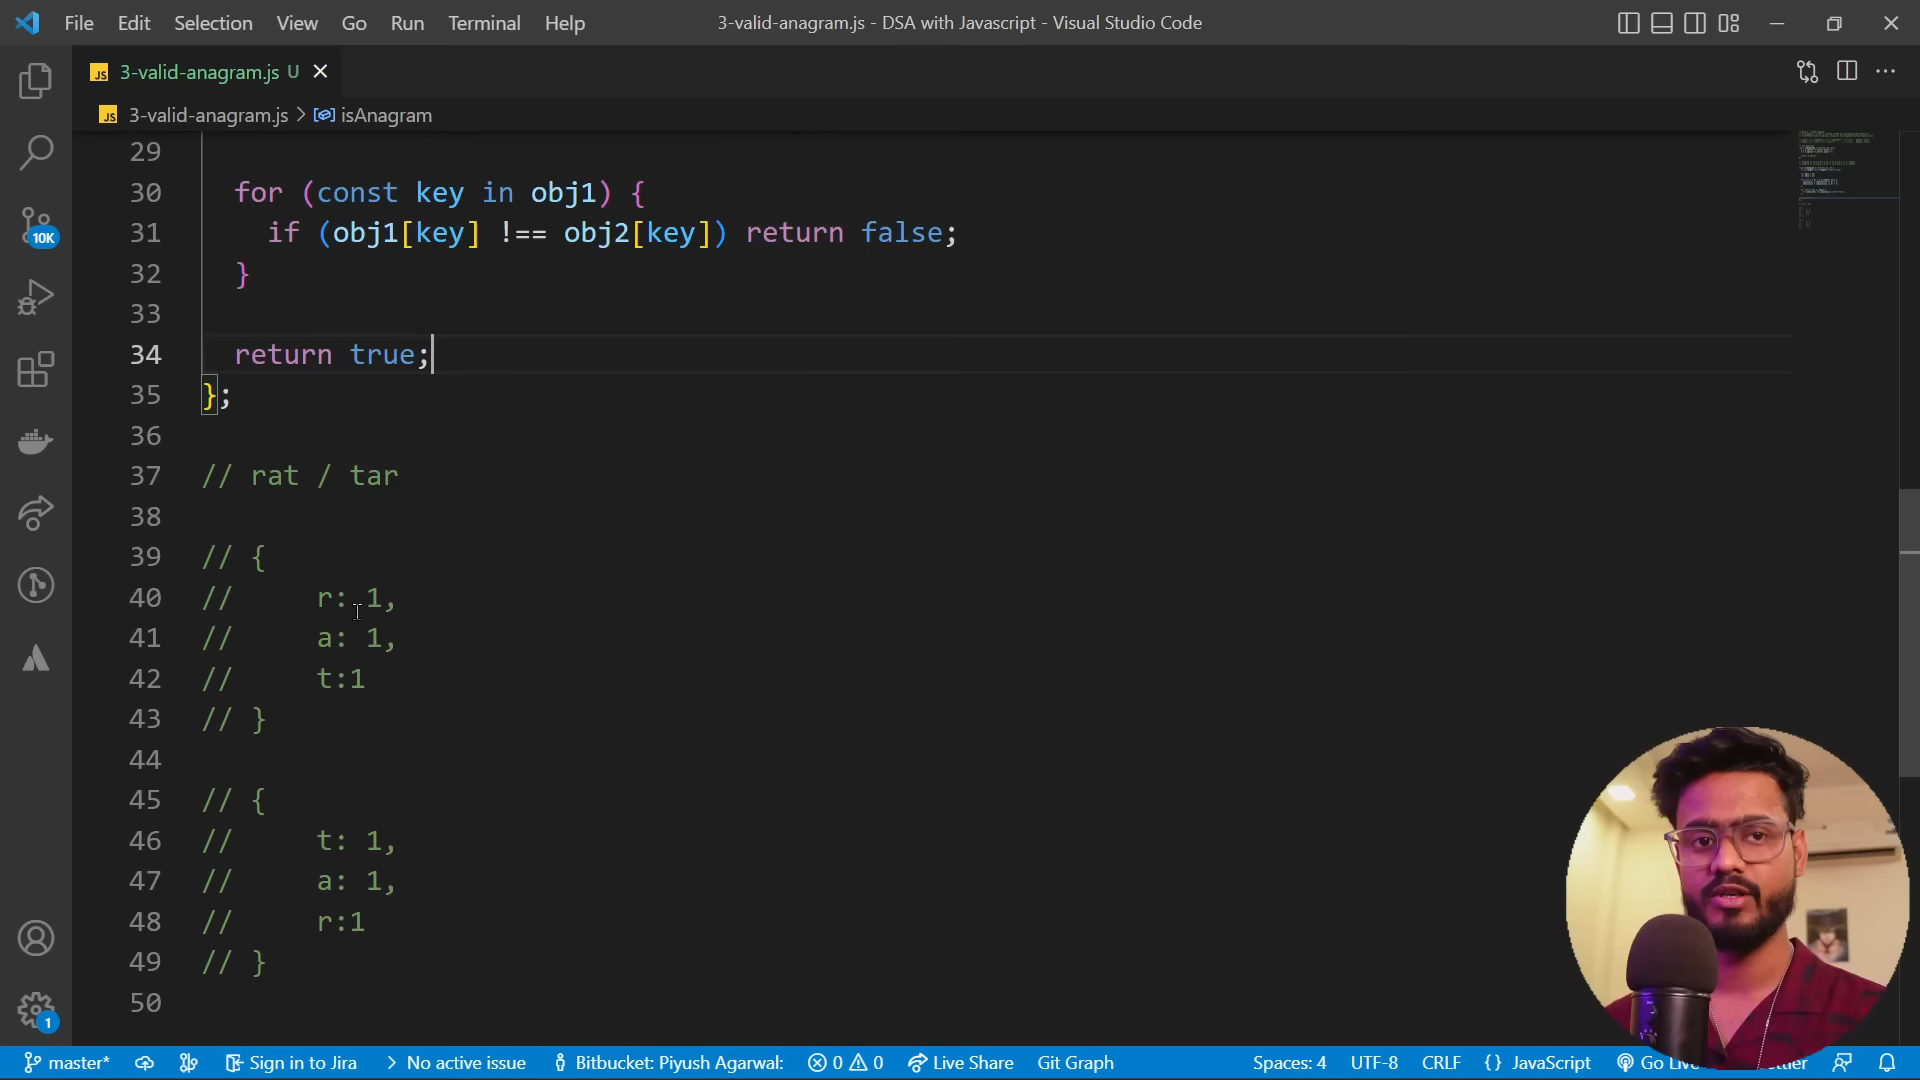 File Edit Selection View Go Run Terminal Help 3-valid-anagram.js - DSA with Javascript - Visual Studio Code
JS 3-valid-anagram.js U
JS 3-valid-anagram.js > isAnagram
29
30 for (const key in obj1) {
31 if (obj1[key] !== obj2[key]) return false;
32 }
33
34 return true;
35 };
36
37 // rat / tar
38
39 // {
40 // r: 1,
41 // a: 1,
42 // t:1
43 // }
44
45 // {
46 // t: 1,
47 // a: 1,
48 // r:1
49 // }
50
10K
1
master* Sign in to Jira No active issue Bitbucket: Piyush Agarwal: 0 0 Live Share Git Graph Spaces: 4 UTF-8 CRLF {} JavaScript Go